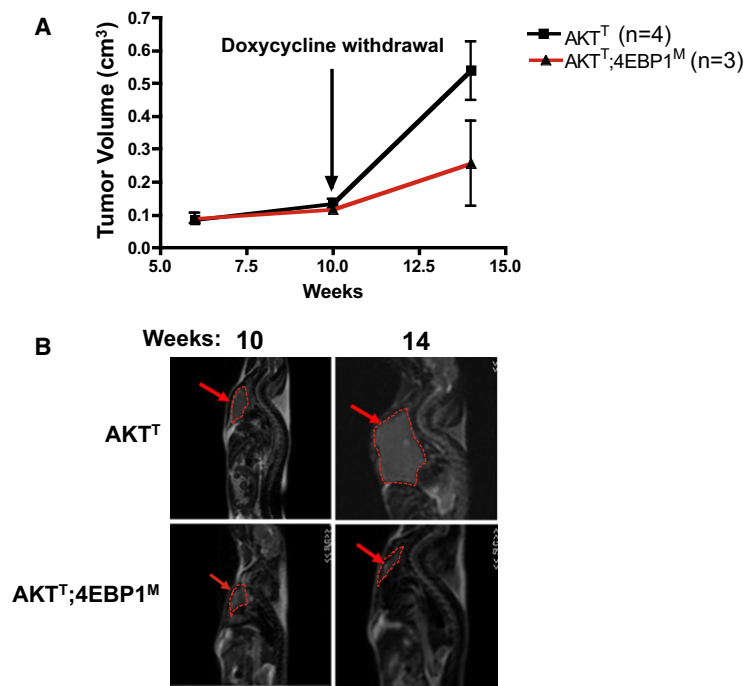 A
Tumor Volume (cm³)
0.7
0.6
0.5
0.4
0.3
0.2
0.1
0.0
5.0 7.5 10.0 12.5 15.0
Weeks
Doxycycline withdrawal
AKTᵀ (n=4)
AKTᵀ;4EBP1ᴹ (n=3)
B
Weeks: 10 14
AKTᵀ
AKTᵀ;4EBP1ᴹ